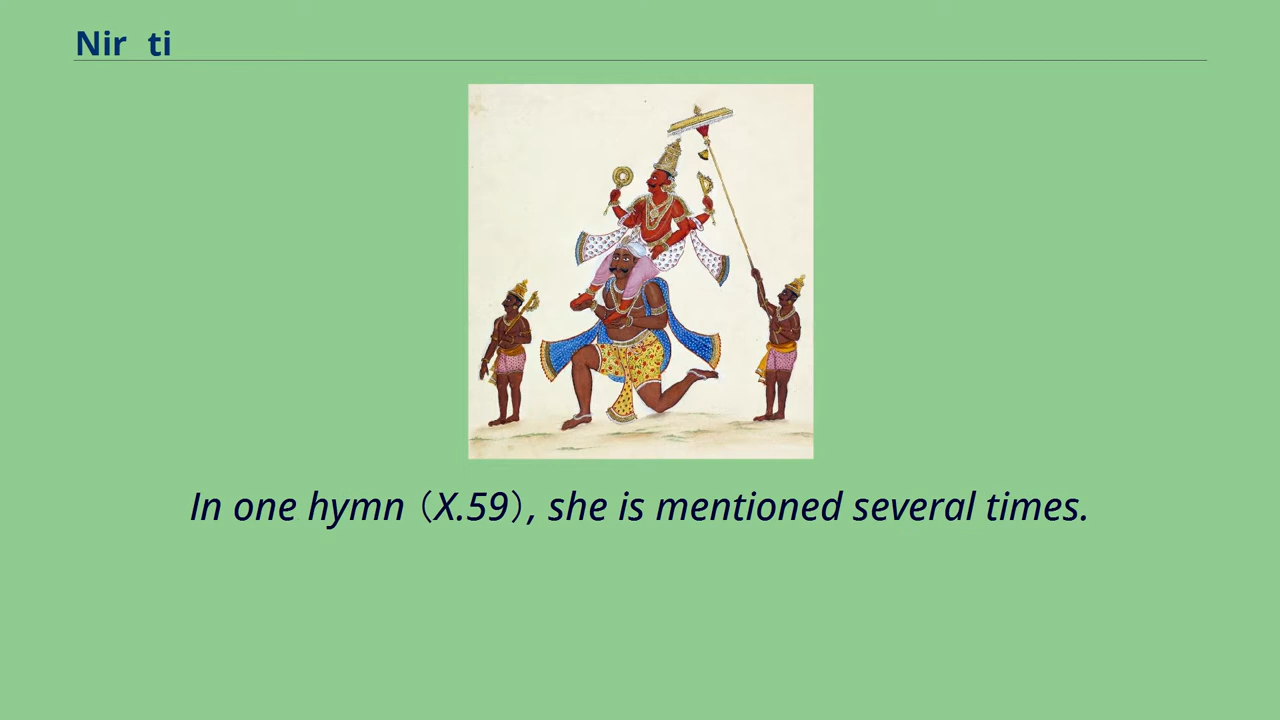 Nir ti
In one hymn (X.59), she is mentioned several times.